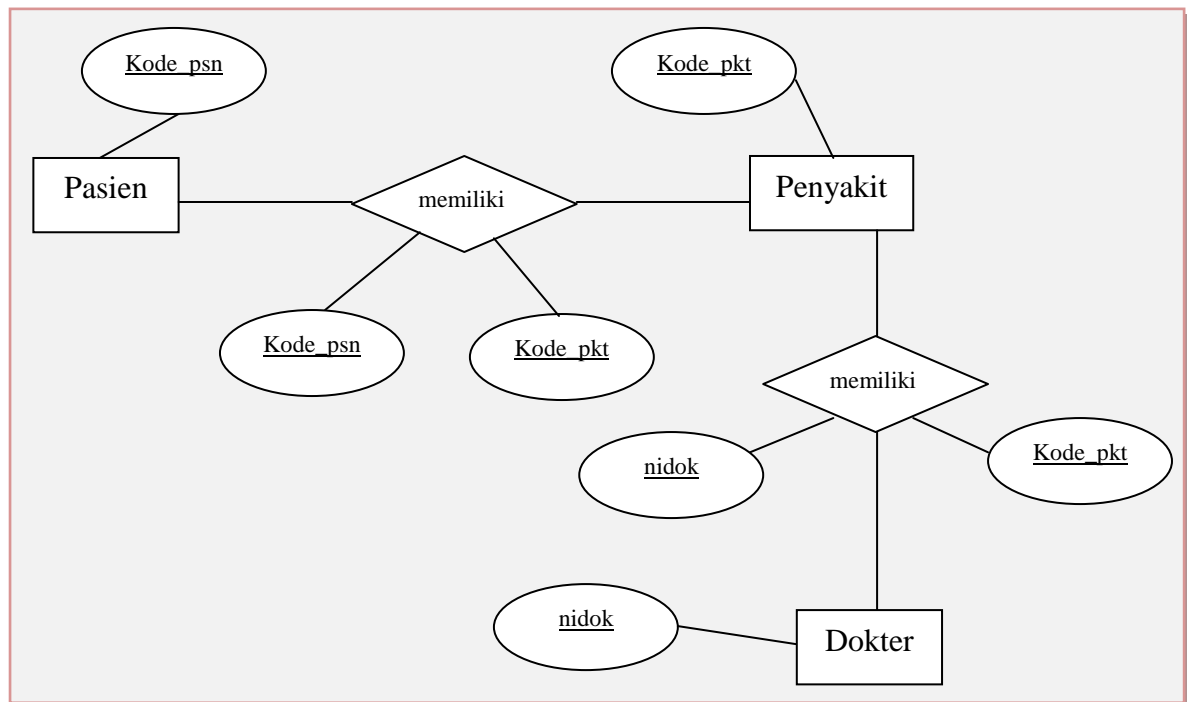 Kode_psn
Kode_pkt
Pasien
memiliki
Penyakit
Kode_psn
Kode_pkt
memiliki
nidok
Kode_pkt
nidok
Dokter